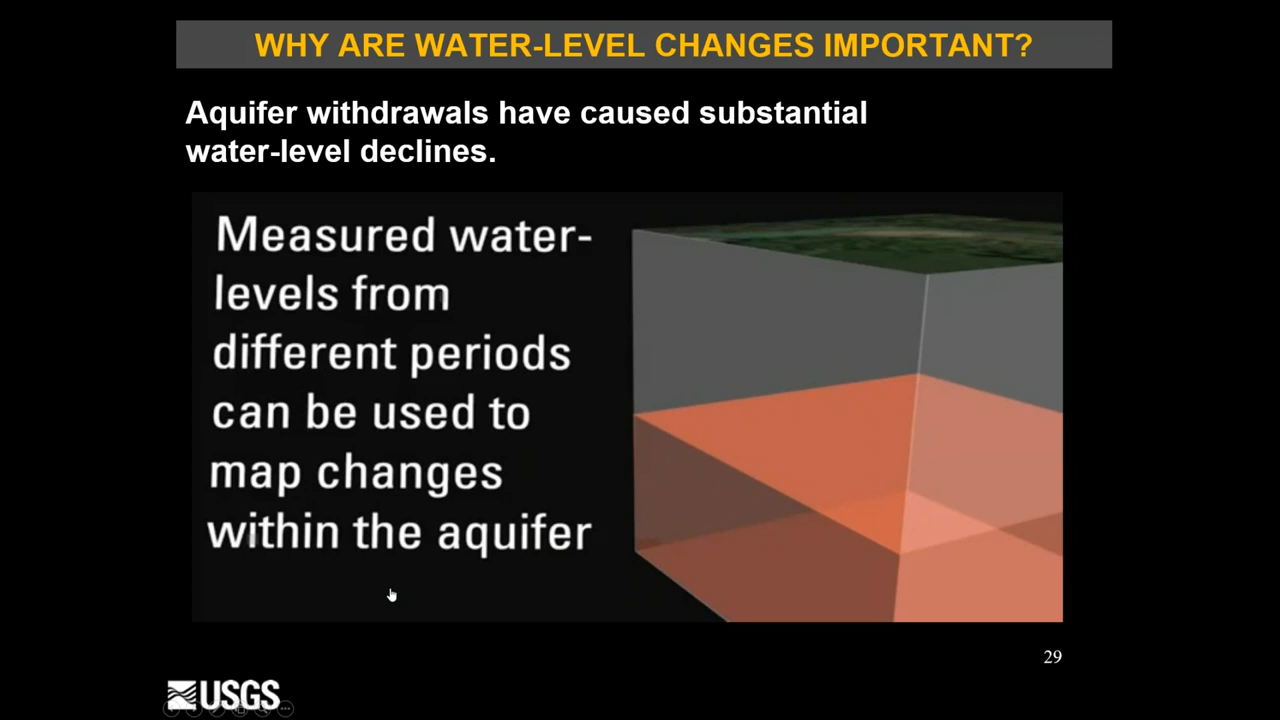 WHY ARE WATER-LEVEL CHANGES IMPORTANT?
Aquifer withdrawals have caused substantial
water-level declines.
Measured water-
levels from
different periods
can be used to
map changes
within the aquifer
29
USGS